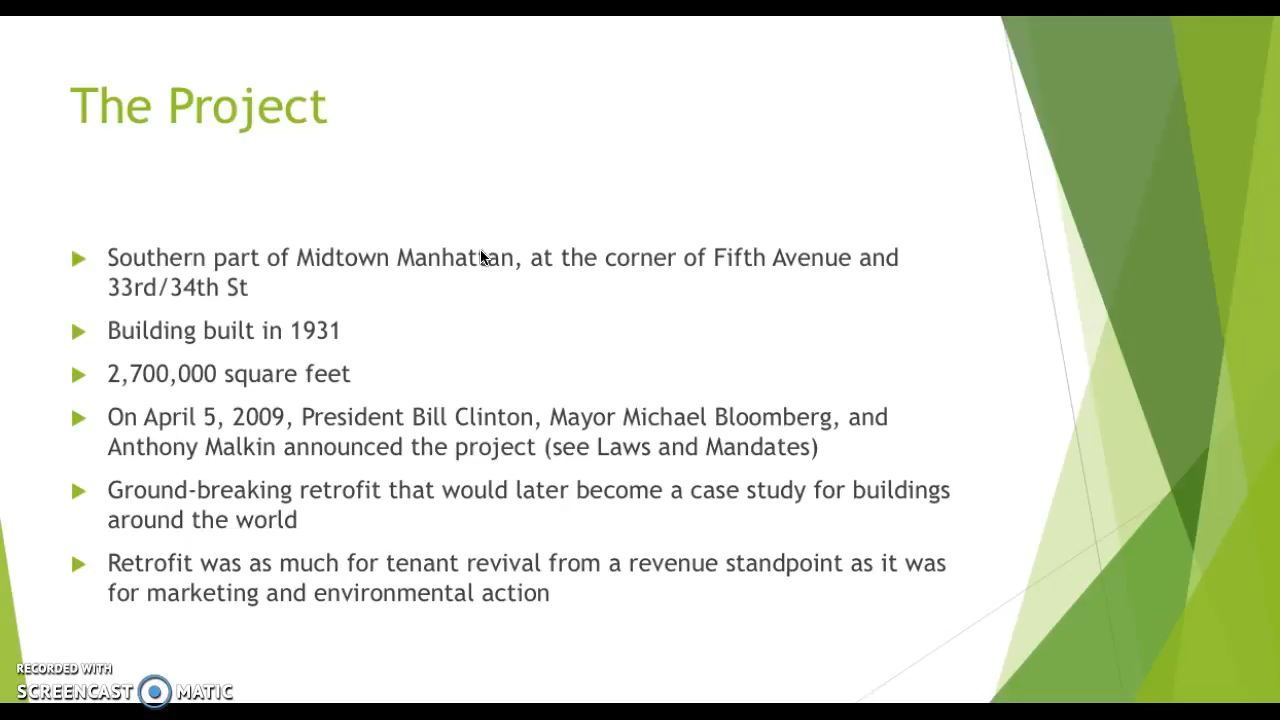 The Project
Southern part of Midtown Manhattan, at the corner of Fifth Avenue and
33rd/34th St
Building built in 1931
2,700,000 square feet
On April 5, 2009, President Bill Clinton, Mayor Michael Bloomberg, and
Anthony Malkin announced the project (see Laws and Mandates)
Ground-breaking retrofit that would later become a case study for buildings
around the world
Retrofit was as much for tenant revival from a revenue standpoint as it was
for marketing and environmental action
RECORDED WITH
SCREENCAST MATIC